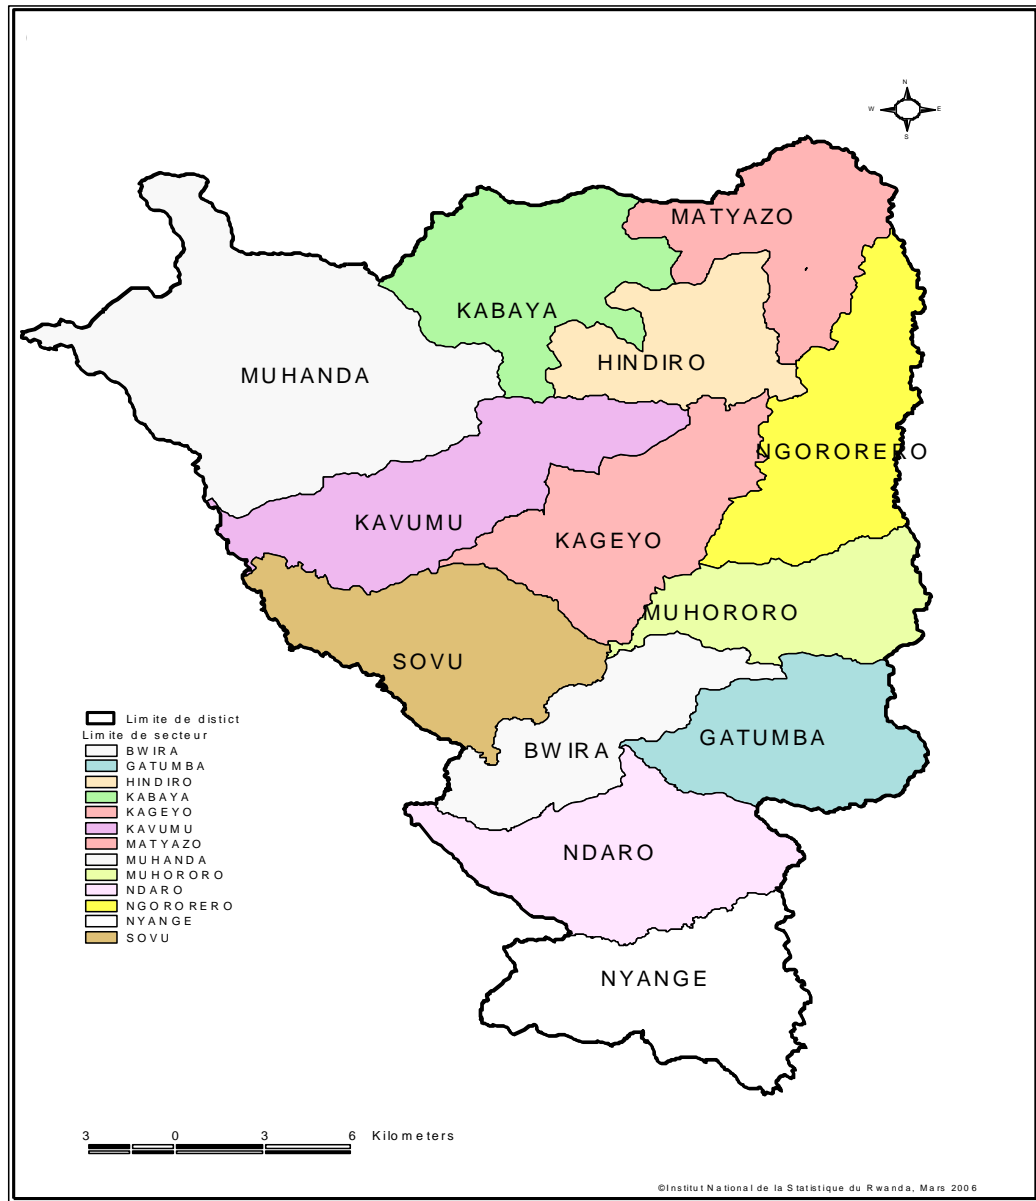 N
W E
S
MATYAZO
KABAYA
HINDIRO
MUHANDA
NGORORERO
KAVUMU
KAGEYO
MUHORORO
SOVU
GATUMBA
BWIRA
NDARO
NYANGE
Limite de distict
Limite de secteur
BWIRA
GATUMBA
HINDIRO
KABAYA
KAGEYO
KAVUMU
MATYAZO
MUHANDA
MUHORORO
NDARO
NGORORERO
NYANGE
SOVU
3 0 3 6 Kilometers
©Institut National de la Statistique du Rwanda, Mars 2006